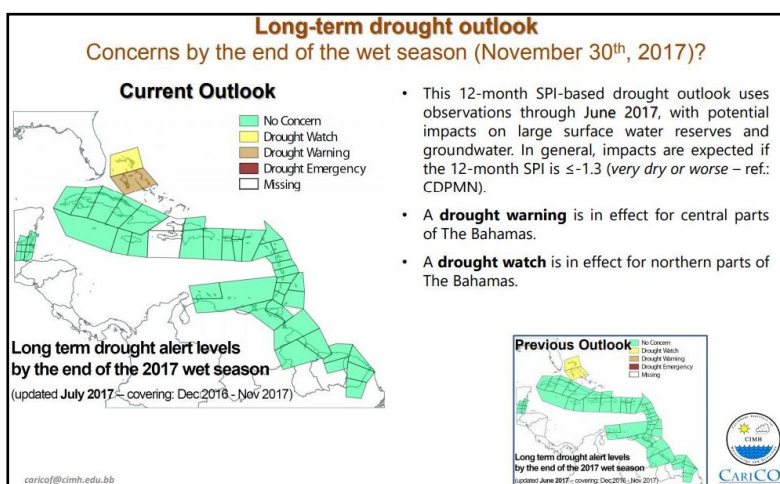 Long-term drought outlook
Concerns by the end of the wet season (November 30th, 2017)?
Current Outlook
No Concern
Drought Watch
Drought Warning
Drought Emergency
Missing
Long term drought alert levels
by the end of the 2017 wet season
(updated July 2017 – covering: Dec 2016 - Nov 2017)
• This 12-month SPI-based drought outlook uses
observations through June 2017, with potential
impacts on large surface water reserves and
groundwater. In general, impacts are expected if
the 12-month SPI is ≤-1.3 (very dry or worse – ref.:
CDPMN).
• A drought warning is in effect for central parts
of The Bahamas.
• A drought watch is in effect for northern parts of
The Bahamas.
Previous Outlook
No Concern
Drought Watch
Drought Warning
Drought Emergency
Missing
Long term drought alert levels
by the end of the 2017 wet season
(updated June 2017 – covering: Dec 2016 - Nov 2017)
CIMH
CARICO
caricof@cimh.edu.bb